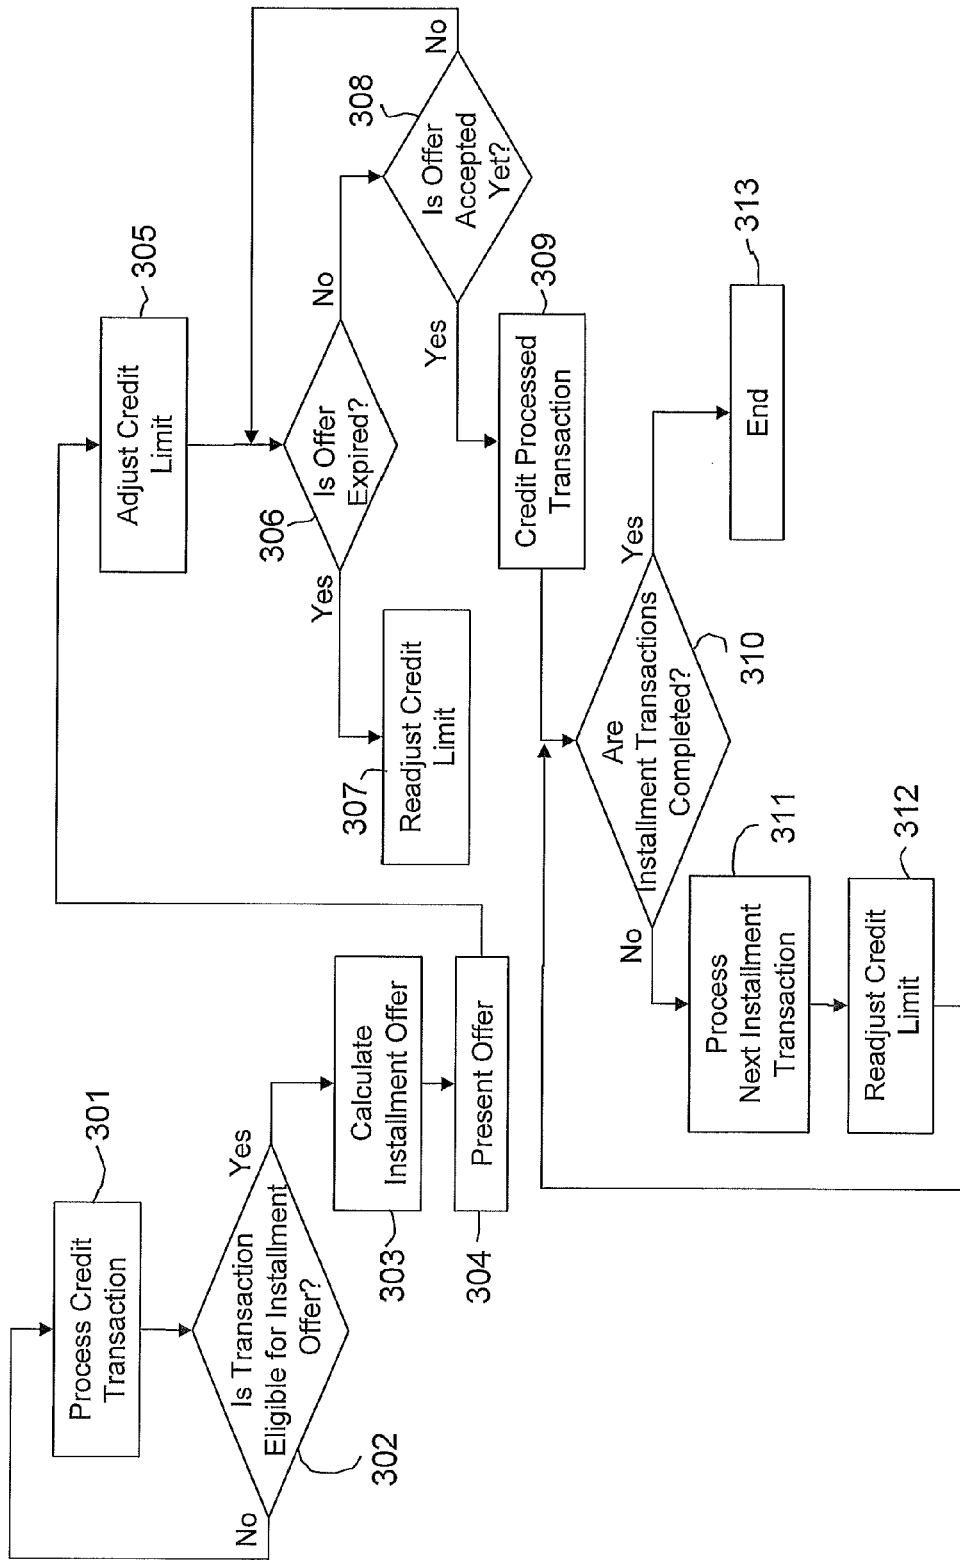 301
Process Credit
Transaction
Is Transaction
Eligible for Installment
Offer?
302
No
Yes
Calculate
Installment Offer
303
Present Offer
304
305
Adjust Credit
Limit
306
Is Offer
Expired?
Yes
No
307
Readjust Credit
Limit
308
Is Offer
Accepted
Yet?
No
Yes
309
Credit Processed
Transaction
Are
Installment Transactions
Completed?
310
No
Yes
311
Process
Next Installment
Transaction
312
Readjust Credit
Limit
313
End